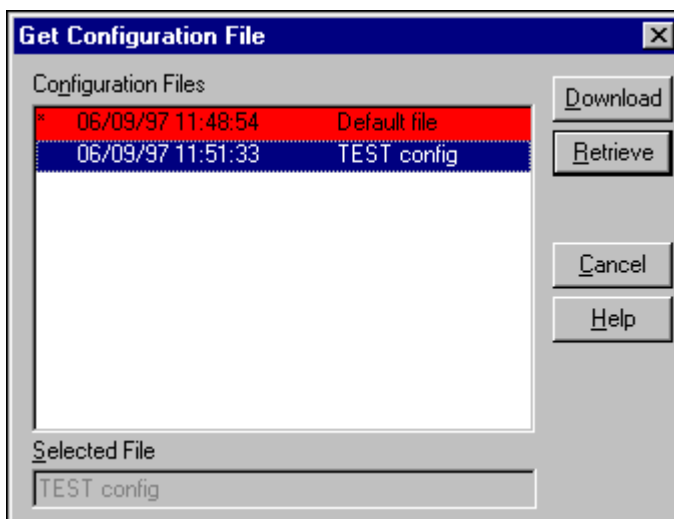 Get Configuration File
Configuration Files
* 06/09/97 11:48:54 Default file
06/09/97 11:51:33 TEST config
Download
Retrieve
Cancel
Help
Selected File
TEST config